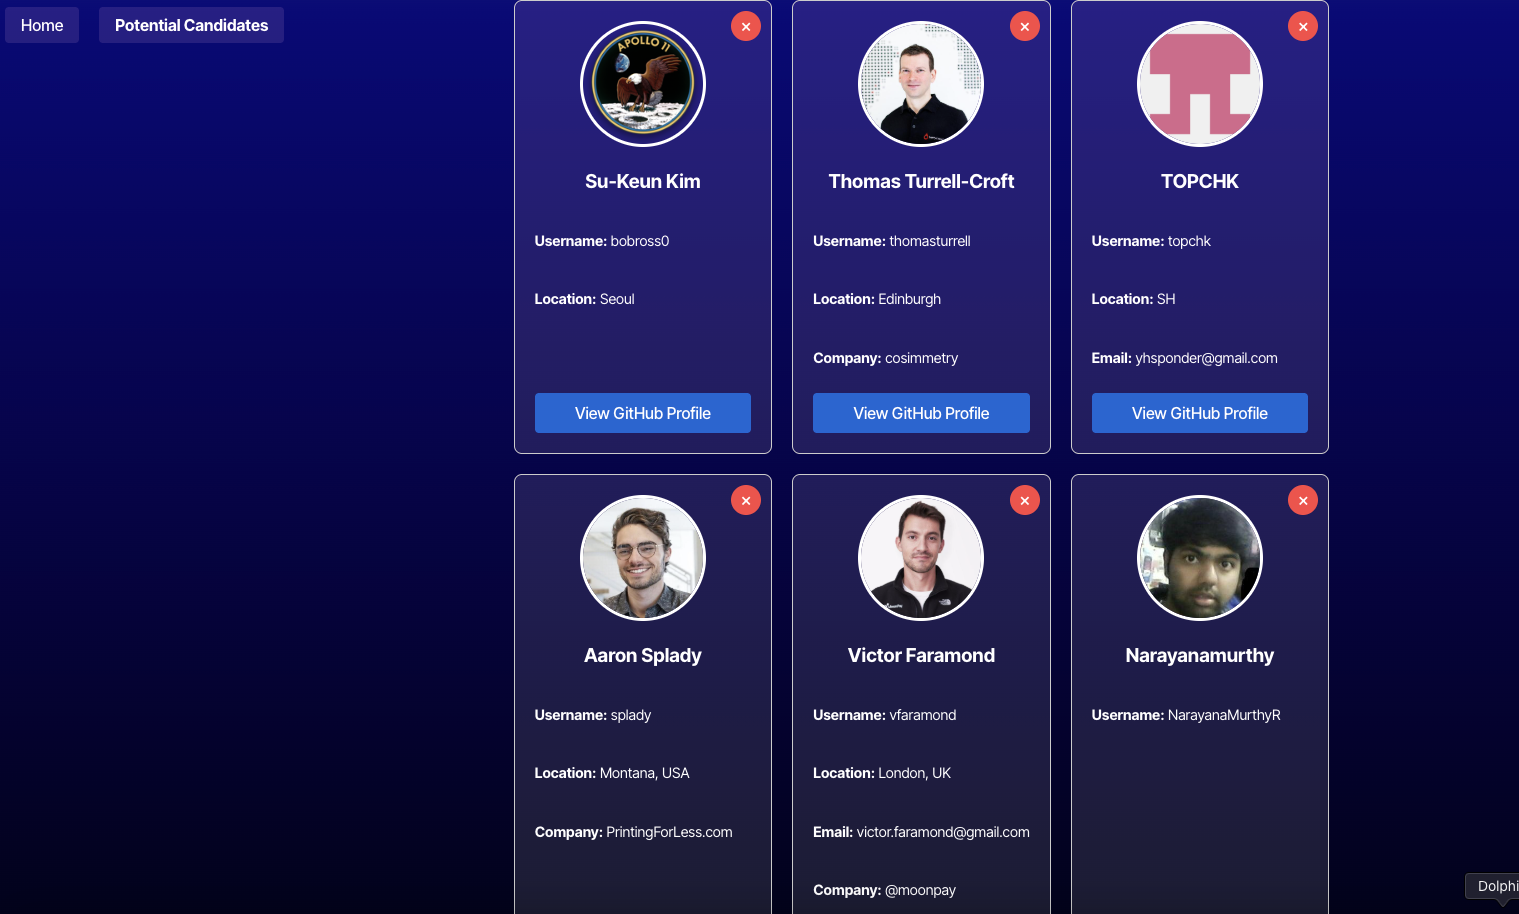 Home
Potential Candidates
APOLLO 11
×
Su-Keun Kim
Username: bobross0
Location: Seoul
View GitHub Profile
×
Thomas Turrell-Croft
Username: thomasturrell
Location: Edinburgh
Company: cosimmetry
View GitHub Profile
×
TOPCHK
Username: topchk
Location: SH
Email: yhsponder@gmail.com
View GitHub Profile
×
Aaron Splady
Username: splady
Location: Montana, USA
Company: PrintingForLess.com
×
Victor Faramond
Username: vfaramond
Location: London, UK
Email: victor.faramond@gmail.com
Company: @moonpay
×
Narayanamurthy
Username: NarayanaMurthyR
Dolphi